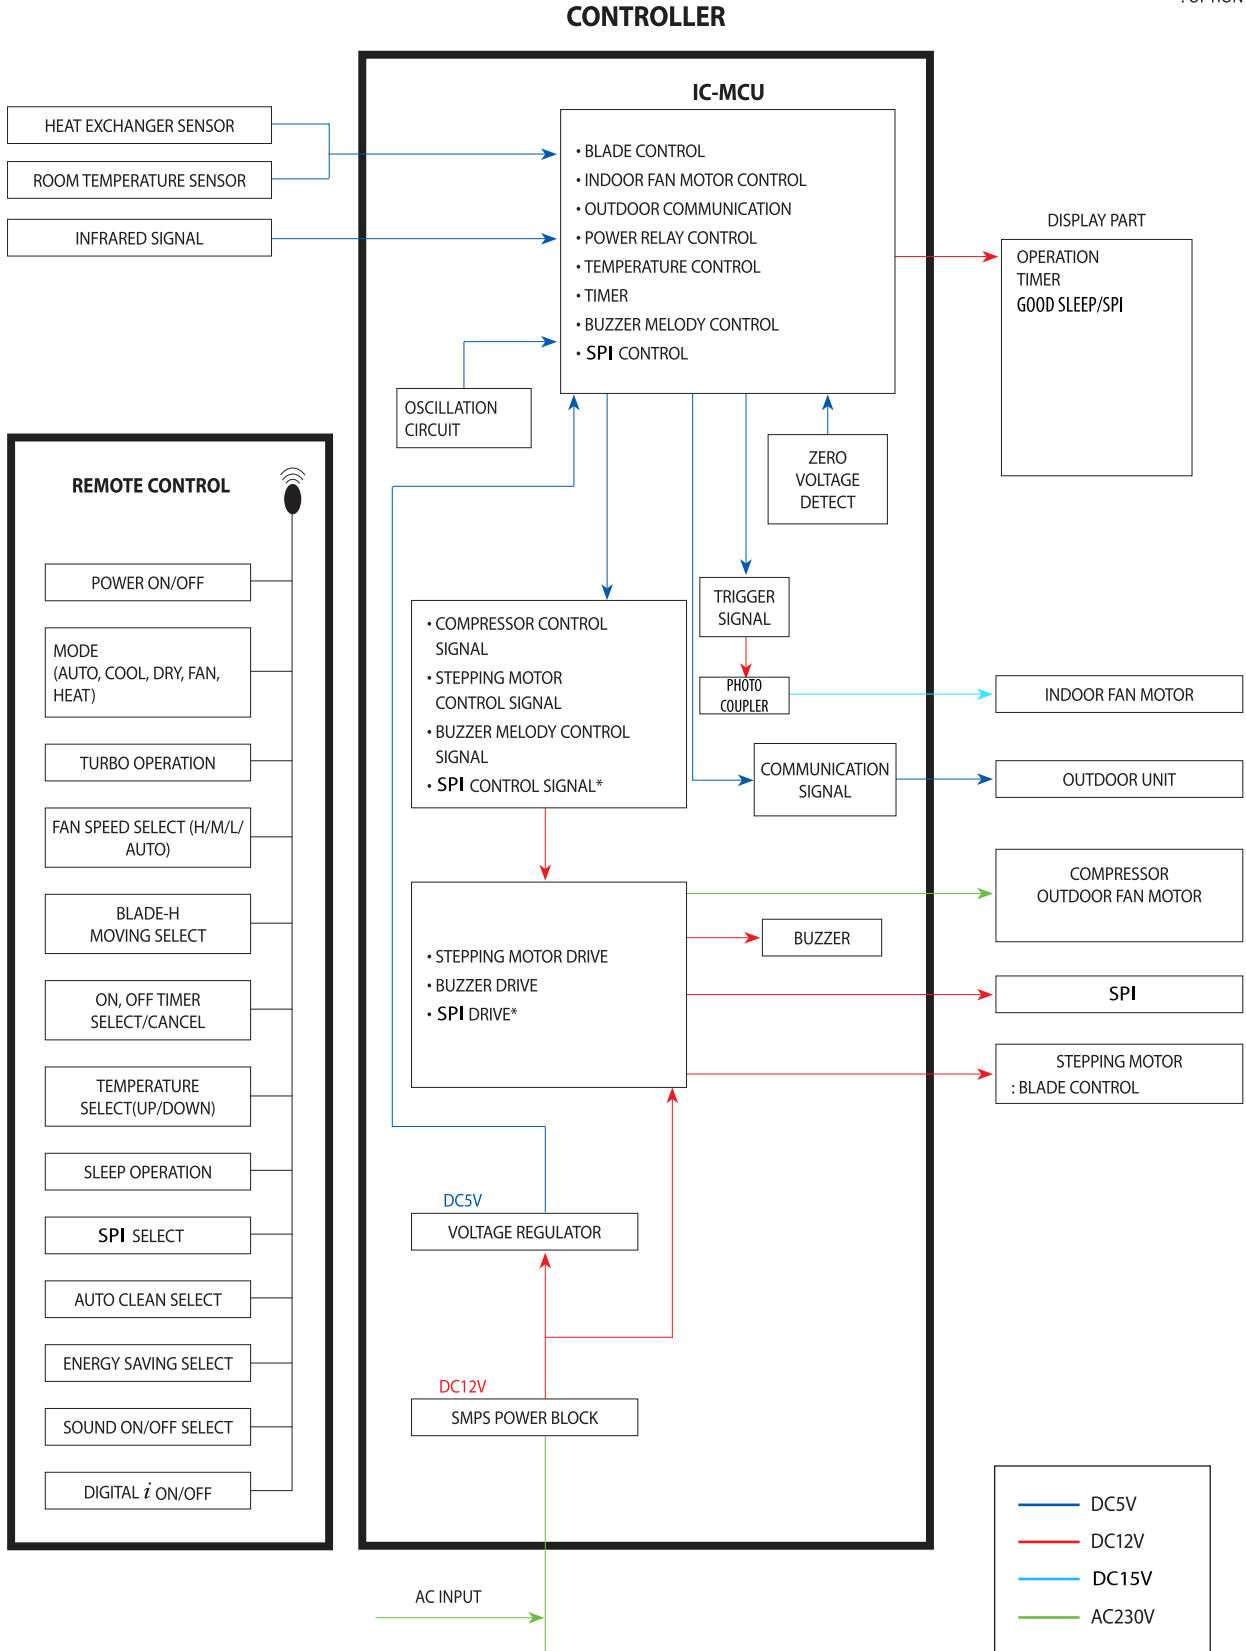 CONTROLLER
IC-MCU
HEAT EXCHANGER SENSOR
ROOM TEMPERATURE SENSOR
INFRARED SIGNAL
• BLADE CONTROL
• INDOOR FAN MOTOR CONTROL
• OUTDOOR COMMUNICATION
• POWER RELAY CONTROL
• TEMPERATURE CONTROL
• TIMER
• BUZZER MELODY CONTROL
• SPI CONTROL
DISPLAY PART
OPERATION
TIMER
GOOD SLEEP/SPI
OSCILLATION
CIRCUIT
ZERO
VOLTAGE
DETECT
REMOTE CONTROL
POWER ON/OFF
MODE
(AUTO, COOL, DRY, FAN,
HEAT)
TURBO OPERATION
FAN SPEED SELECT (H/M/L/
AUTO)
BLADE-H
MOVING SELECT
ON, OFF TIMER
SELECT/CANCEL
TEMPERATURE
SELECT(UP/DOWN)
SLEEP OPERATION
SPI SELECT
AUTO CLEAN SELECT
ENERGY SAVING SELECT
SOUND ON/OFF SELECT
DIGITAL i ON/OFF
• COMPRESSOR CONTROL
SIGNAL
• STEPPING MOTOR
CONTROL SIGNAL
• BUZZER MELODY CONTROL
SIGNAL
• SPI CONTROL SIGNAL*
TRIGGER
SIGNAL
PHOTO
COUPLER
INDOOR FAN MOTOR
COMMUNICATION
SIGNAL
OUTDOOR UNIT
• STEPPING MOTOR DRIVE
• BUZZER DRIVE
• SPI DRIVE*
COMPRESSOR
OUTDOOR FAN MOTOR
BUZZER
SPI
STEPPING MOTOR
: BLADE CONTROL
DC5V
VOLTAGE REGULATOR
DC12V
SMPS POWER BLOCK
AC INPUT
DC5V
DC12V
DC15V
AC230V